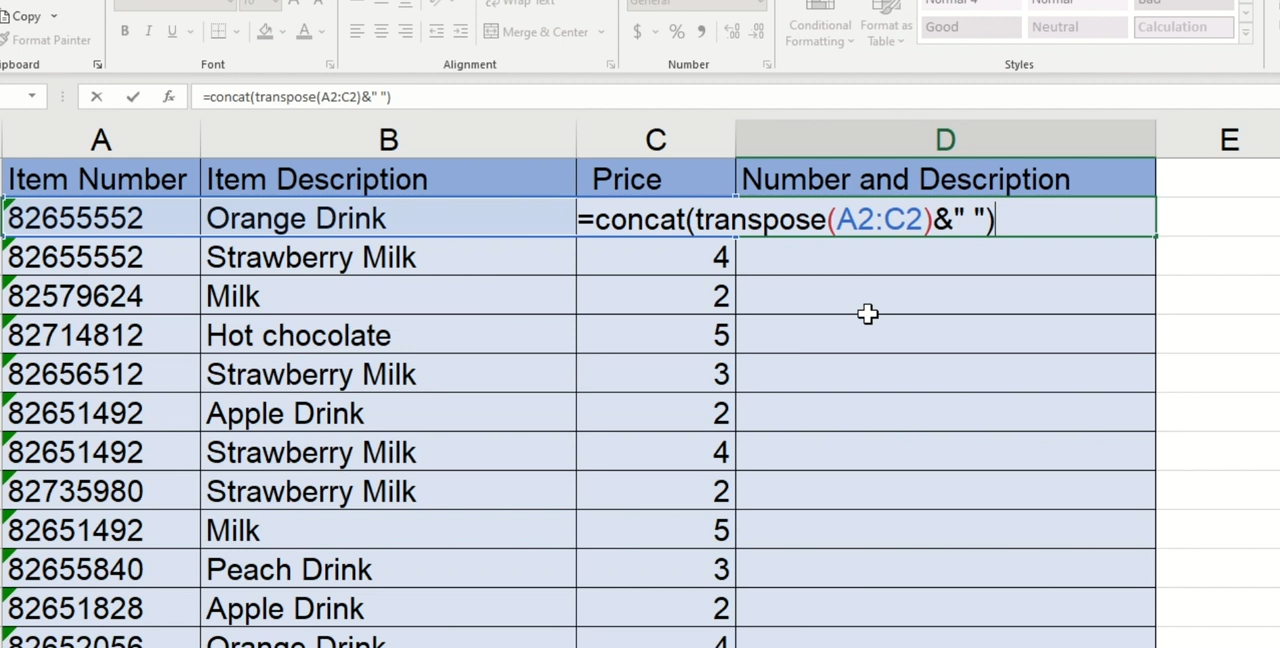 Copy
Format Painter
pboard
B I U A
Font
Wrap Text
Merge & Center
Alignment
General
$ % 9
Number
Conditional Formatting
Format as Table
Normal 4 Normal Bad
Good Neutral Calculation
Styles
fx =concat(transpose(A2:C2)&" ")
A B C D E
Item Number Item Description Price Number and Description
82655552 Orange Drink =concat(transpose(A2:C2)&" ")
82655552 Strawberry Milk 4
82579624 Milk 2
82714812 Hot chocolate 5
82656512 Strawberry Milk 3
82651492 Apple Drink 2
82651492 Strawberry Milk 4
82735980 Strawberry Milk 2
82651492 Milk 5
82655840 Peach Drink 3
82651828 Apple Drink 2
82652056 Orange Drink 4